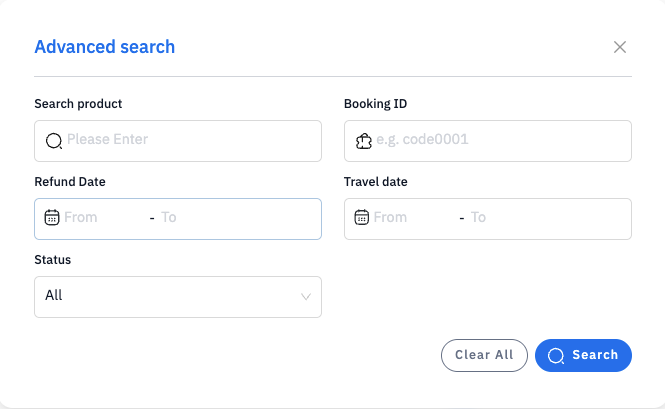 Advanced search
Search product
Booking ID
Please Enter
e.g. code0001
Refund Date
Travel date
From - To
From - To
Status
All
Clear All
Search